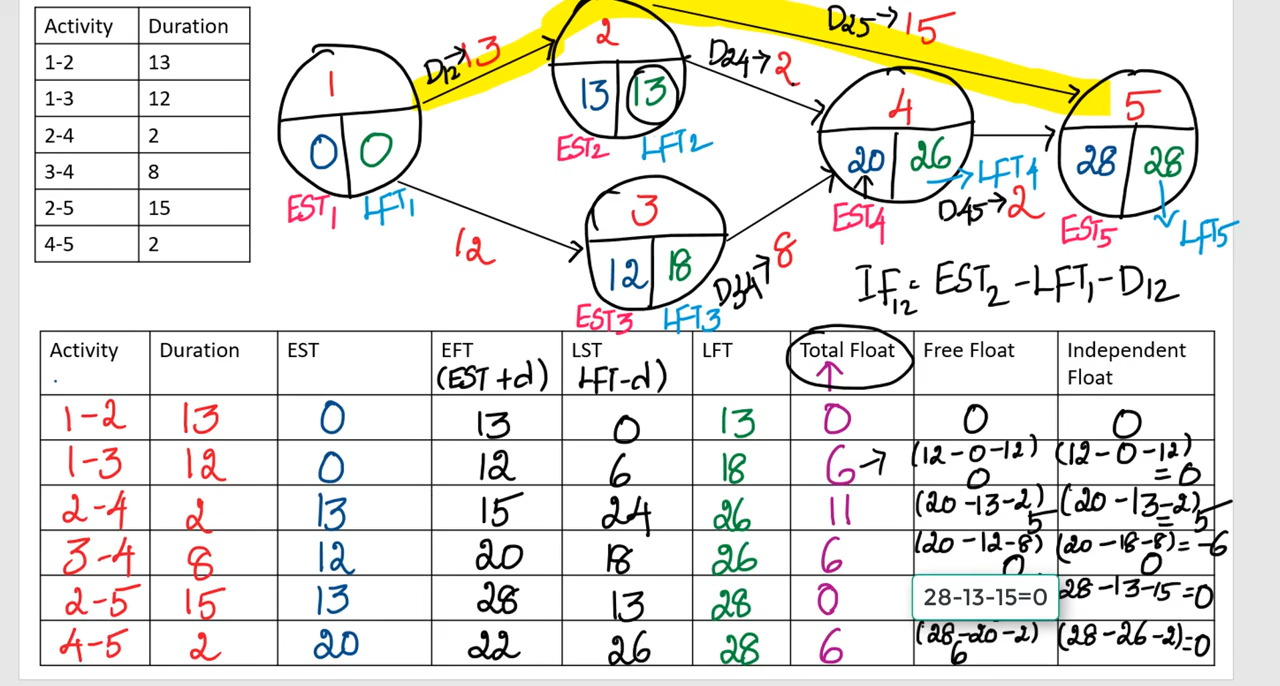 Activity Duration
1-2 13
1-3 12
2-4 2
3-4 8
2-5 15
4-5 2
D12→13
D25→15
D24→2
12
D34→8
D45→2
1
0 0
EST1 LFT1
2
13 13
EST2 LFT2
3
12 18
EST3 LFT3
4
20 26
EST4 →LFT4
5
28 28
EST5 LFT5
IF12 = EST2 - LFT1 - D12
Activity Duration EST EFT (EST+d) LST LFT-d) LFT Total Float Free Float Independent Float
1-2 13 0 13 0 13 0 0 0
1-3 12 0 12 6 18 6→ (12-0-12) 0 (12-0-12) =0
2-4 2 13 15 24 26 11 (20-13-2) 5 (20-13-2) = 5
3-4 8 12 20 18 26 6 (20-12-8) 0 (20-18-8)=-6 0
2-5 15 13 28 13 28 0 28-13-15=0 28-13-15=0
4-5 2 20 22 26 28 6 (28-20-2) 6 (28-26-2)=0